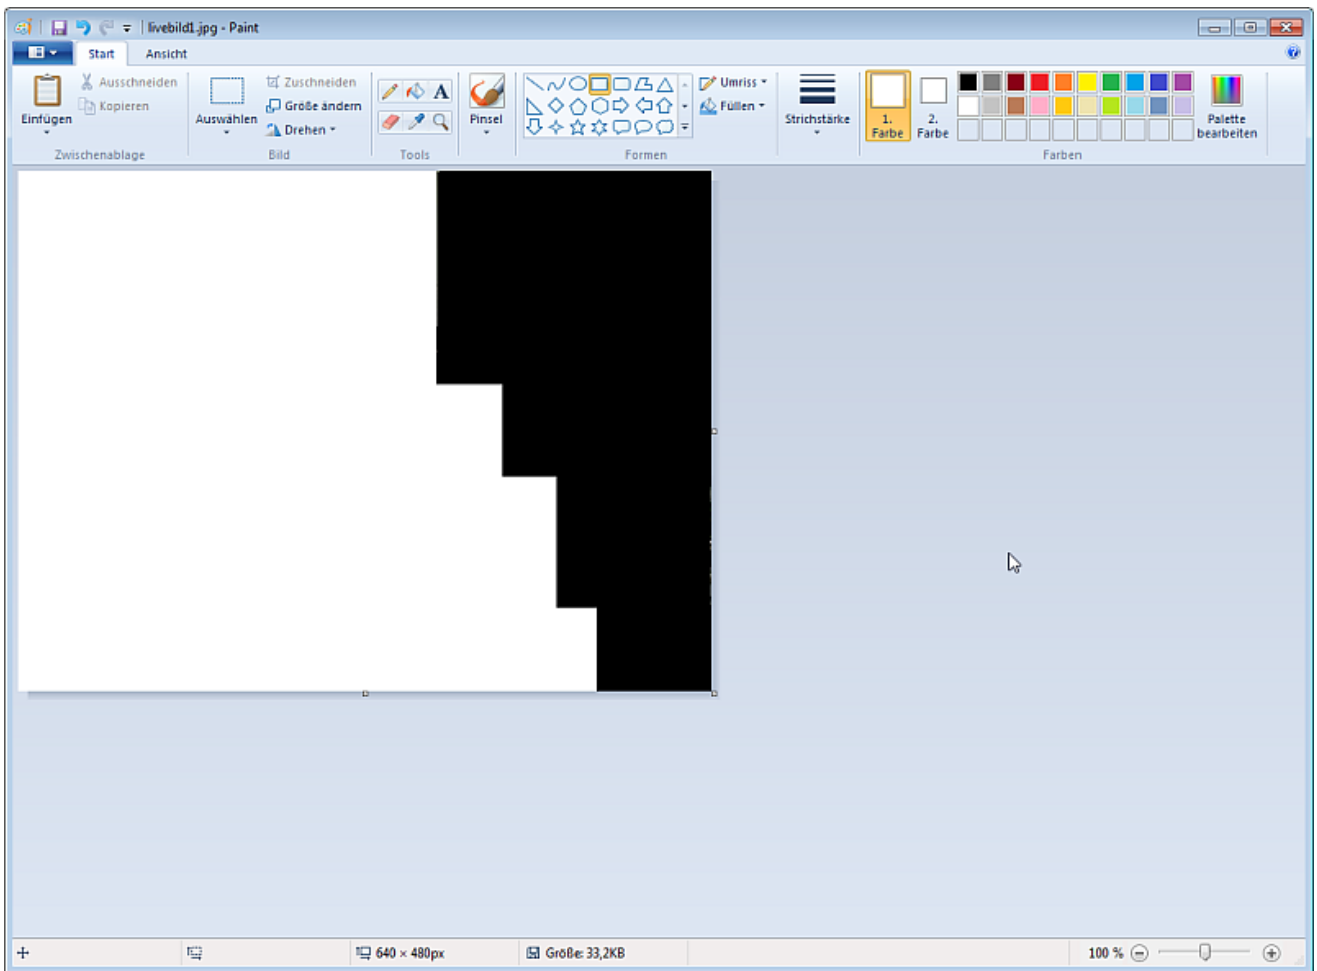 livebild1.jpg - Paint
Start Ansicht
Einfügen
Ausschneiden
Kopieren
Zwischenablage
Auswählen
Zuschneiden
Größe ändern
Drehen
Bild
A
Tools
Pinsel
Formen
Umriss
Füllen
Strichstärke
1.
Farbe
2.
Farbe
Palette
bearbeiten
Farben
640 × 480px
Größe: 33,2KB
100 %